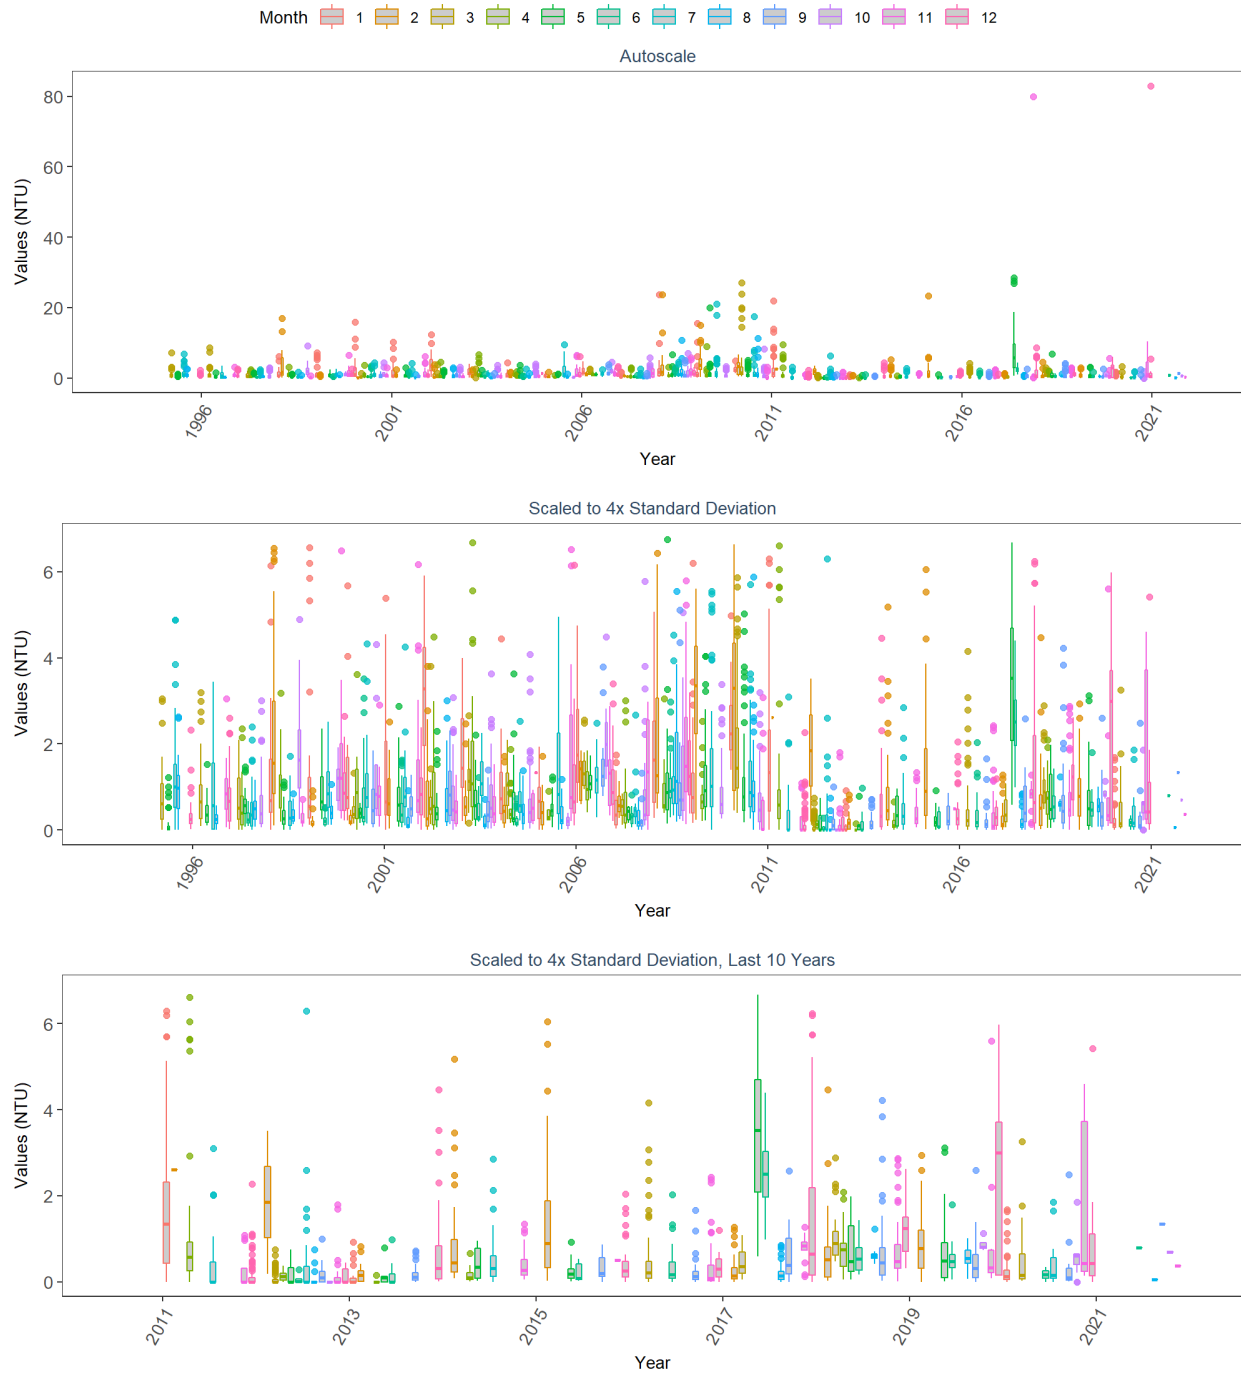 Month 1 2 3 4 5 6 7 8 9 10 11 12
Autoscale
80
60
40
20
0
Values (NTU)
1996 2001 2006 2011 2016 2021
Year
Scaled to 4x Standard Deviation
6
4
2
0
Values (NTU)
1996 2001 2006 2011 2016 2021
Year
Scaled to 4x Standard Deviation, Last 10 Years
6
4
2
0
Values (NTU)
2011 2013 2015 2017 2019 2021
Year